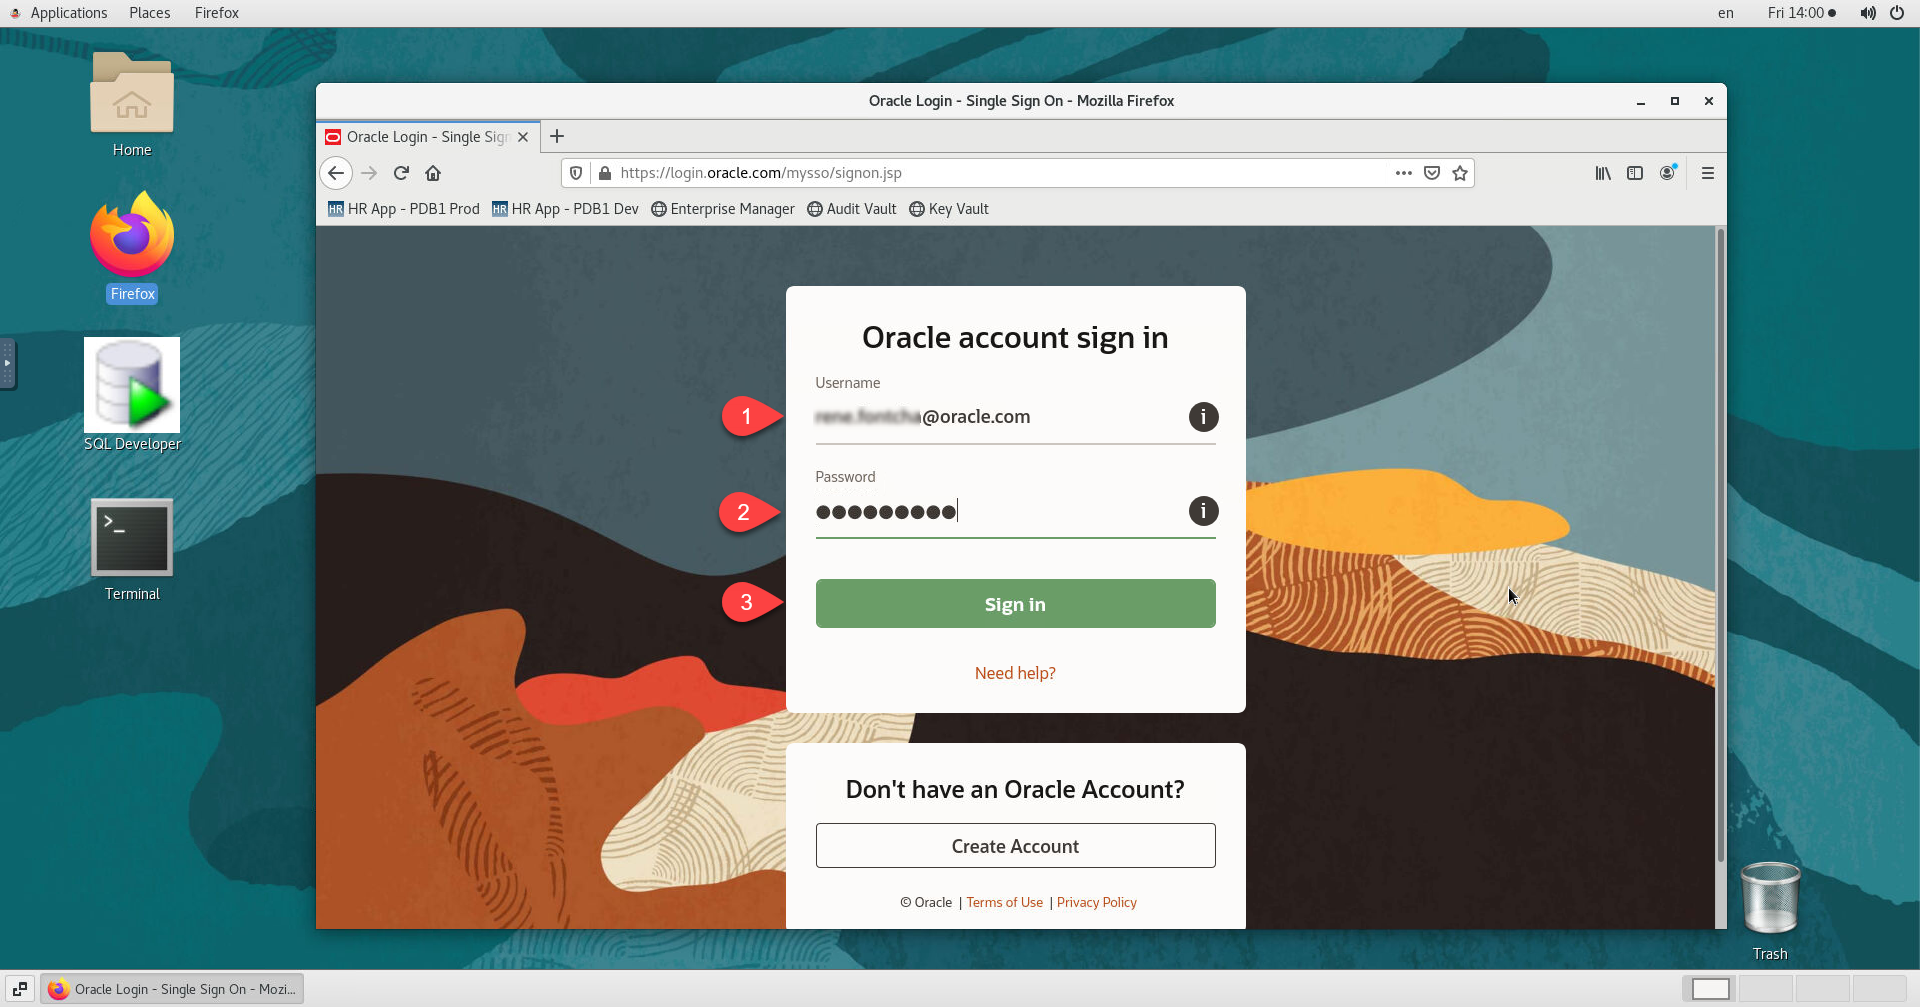 Applications Places Firefox en Fri 14:00
Home
Firefox
SQL Developer
>_
Terminal
Oracle Login - Single Sign On - Mozilla Firefox
Oracle Login - Single Sign
https://login.oracle.com/mysso/signon.jsp
HR HR App - PDB1 Prod HR HR App - PDB1 Dev Enterprise Manager Audit Vault Key Vault
Oracle account sign in
Username
1 @oracle.com i
Password
2 i
3 Sign in
Need help?
Don't have an Oracle Account?
Create Account
© Oracle | Terms of Use | Privacy Policy
Trash
Oracle Login - Single Sign On - Mozi...